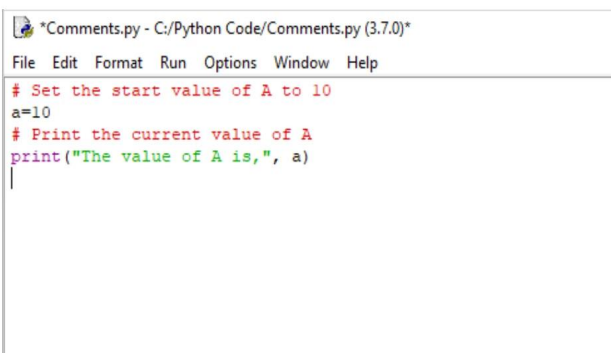 *Comments.py - C:/Python Code/Comments.py (3.7.0)*
File Edit Format Run Options Window Help
# Set the start value of A to 10
a=10
# Print the current value of A
print("The value of A is,", a)